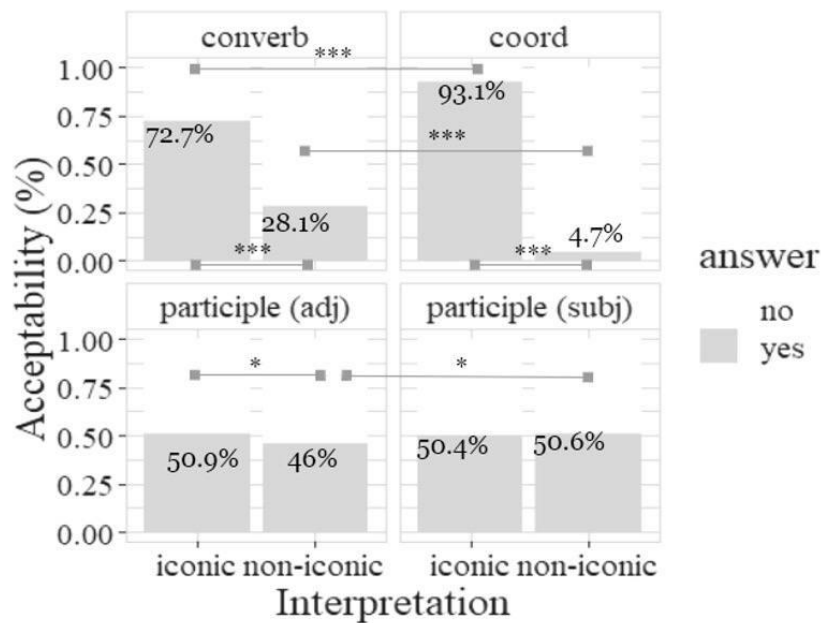 converb
coord
***
1.00
93.1%
0.75
72.7%
***
0.50
0.25
28.1%
4.7%
***
***
0.00
participle (adj)
participle (subj)
1.00
*
*
0.75
0.50
50.9%
46%
50.4%
50.6%
0.25
0.00
iconic non-iconic
iconic non-iconic
Interpretation
Acceptability (%)
answer
no
yes